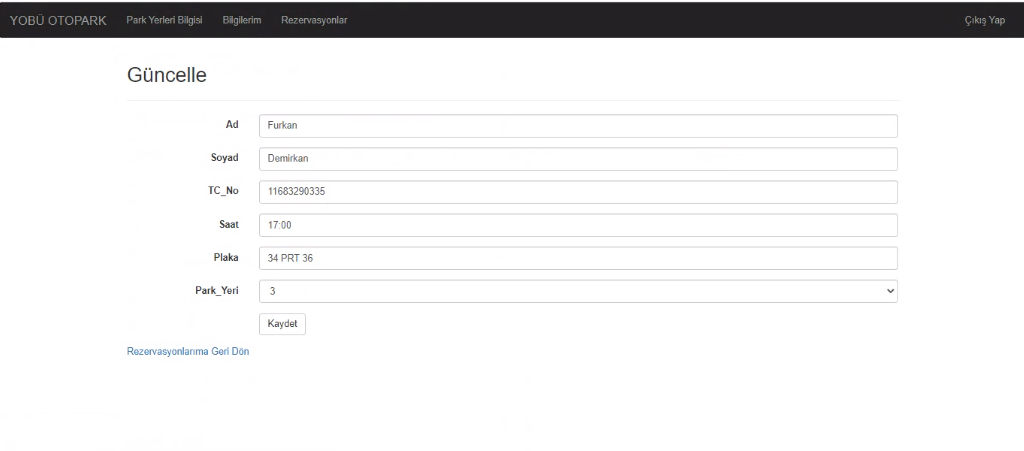 YOBÜ OTOPARK Park Yerleri Bilgisi Bilgilerim Rezervasyonlar Çıkış Yap
Güncelle
Ad Furkan
Soyad Demirkan
TC_No 11683290335
Saat 17:00
Plaka 34 PRT 36
Park_Yeri 3
Kaydet
Rezervasyonlarıma Geri Dön